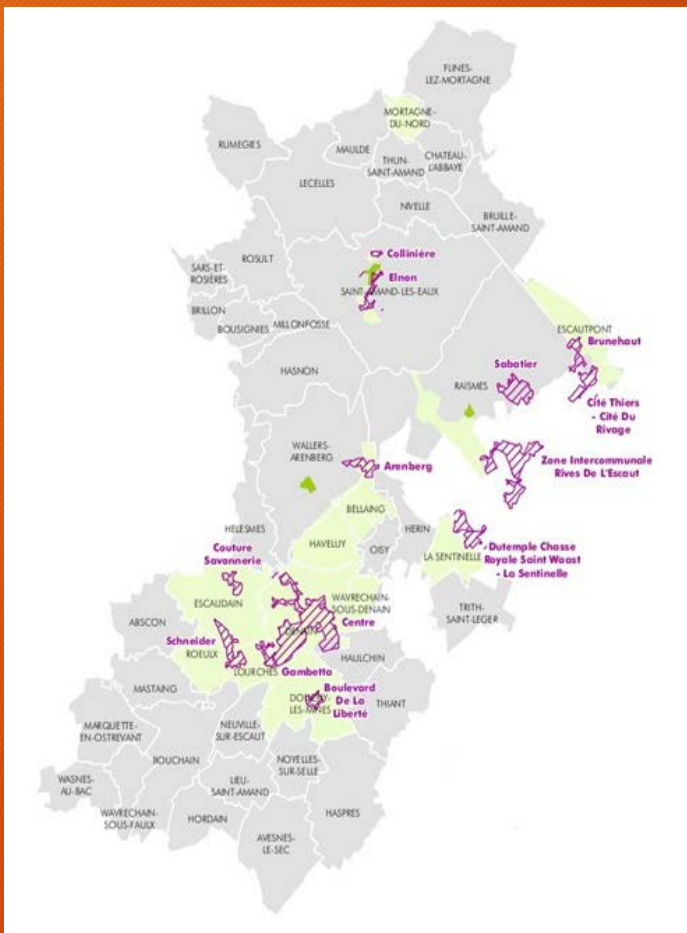 FLINES-
LEZ-MORTAGNE
MORTAGNE-
DU-NORD
RUMEGIES
MAULDE
THUN-
SAINT-AMAND
CHATEAU-
L'ABBAYE
LECELLES
NIVELLE
BRUILLE-
SAINT-AMAND
ROSULT
Collinière
SARS-ET-
ROSIÈRES
Elnon
SAINT-AMAND-LES-EAUX
BRILLON
BOUSIGNIES
MILLONFOSSE
ESCAUTPONT
Brunehaut
HASNON
Sabatier
RAISMES
Cité Thiers
- Cité Du
Rivage
WALLERS-
ARENBERG
Arenberg
Zone Intercommunale
Rives De L'Escaut
BELLAING
HELESMES
HAVELUY
OISY
HERIN
LA SENTINELLE
Dutemple Chasse
Royale Saint Waast
- La Sentinelle
Couture
Savonnerie
ESCAUDAIN
WAVRECHAIN-
SOUS-DENAIN
TRITH-
SAINT-LEGER
ABSCON
Centre
DENAIN
Schneider
ROEULX
HAULCHIN
LOURCHES
Gambetta
MASTAING
Boulevard
De La
Liberté
DOUCHY-
LES-MINES
THIANT
MARQUETTE-
EN-OSTREVANT
NEUVILLE-
SUR-ESCAUT
BOUCHAIN
NOYELLES-
SUR-SELLE
WASNES-
AU-BAC
LIEU-
SAINT-AMAND
WAVRECHAIN-
SOUS-FAULX
HORDAIN
HASPRES
AVESNES-
LE-SEC